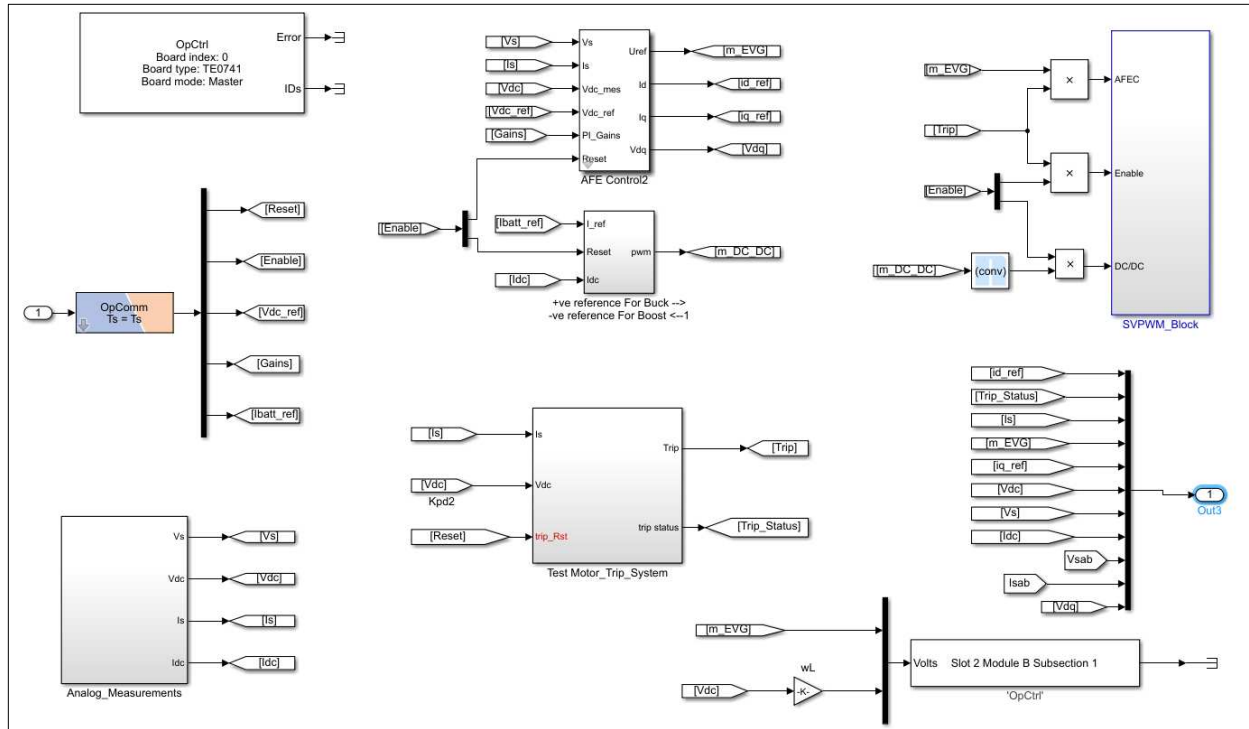 OpCtrl
Board index: 0
Board type: TE0741
Board mode: Master
Error
IDs
[Vs]
[Is]
[Vdc]
[Vdc_ref]
[Gains]
Vs
Is
Vdc_mes
Vdc_ref
PI_Gains
Reset
Uref
Id
Iq
Vdq
[m_EVG]
[id_ref]
[iq_ref]
[Vdq]
AFE Control2
[Enable]
[Ibatt_ref]
[Idc]
I_ref
Reset
Idc
pwm
[m_DC_DC]
+ve reference For Buck -->
-ve reference For Boost <--1
[m_EVG]
[Trip]
[Enable]
[m_DC_DC]
(conv)
×
×
×
AFEC
Enable
DC/DC
SVPWM_Block
1
OpComm
Ts = Ts
[Reset]
[Enable]
[Vdc_ref]
[Gains]
[Ibatt_ref]
[Is]
[Vdc]
Kpd2
[Reset]
Is
Vdc
trip_Rst
Trip
trip status
[Trip]
[Trip_Status]
Test Motor_Trip_System
[id_ref]
[Trip_Status]
[Is]
[m_EVG]
[iq_ref]
[Vdc]
[Vs]
[Idc]
Vsab
Isab
[Vdq]
1
Out3
Vs
Vdc
Is
Idc
[Vs]
[Vdc]
[Is]
[Idc]
Analog_Measurements
[m_EVG]
[Vdc]
wL
-K-
Volts
Slot 2 Module B Subsection 1
'OpCtrl'